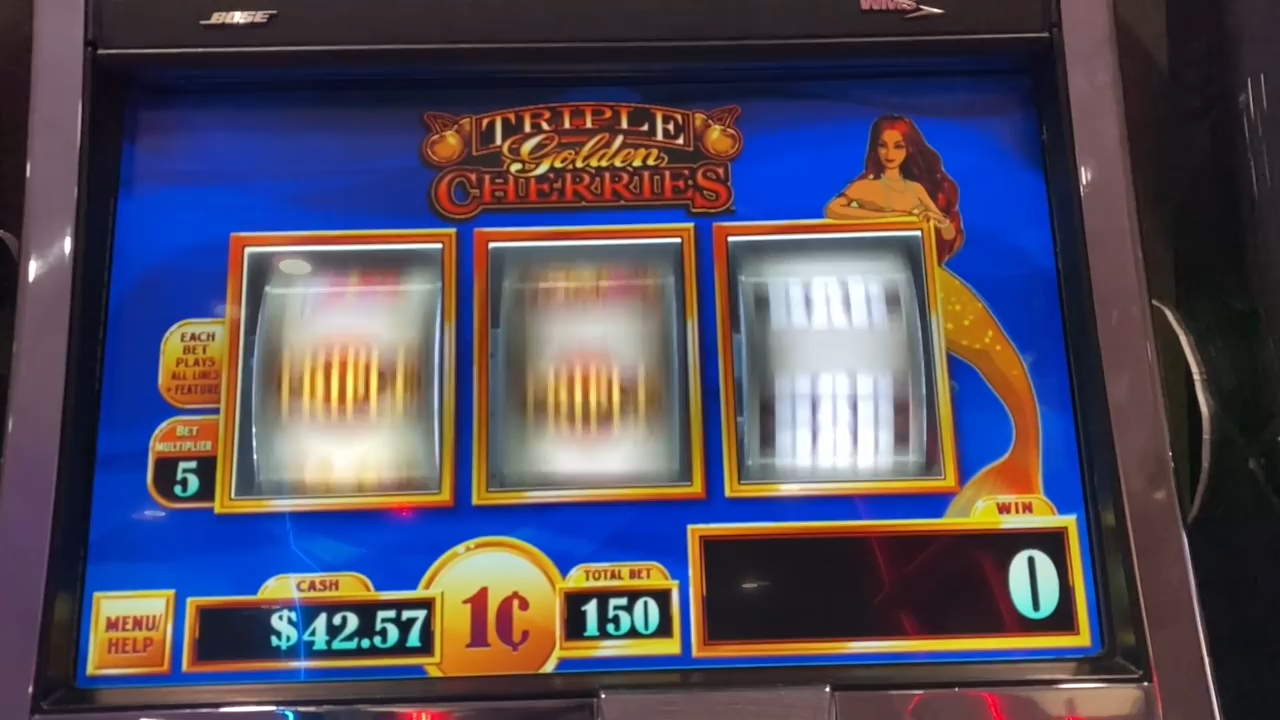 BOSE
WMS
TRIPLE
Golden
CHERRIES
EACH
BET
PLAYS
ALL LINES
+ FEATURE
BET
MULTIPLIER
5
WIN
0
CASH
$42.57
1¢
TOTAL BET
150
MENU/
HELP